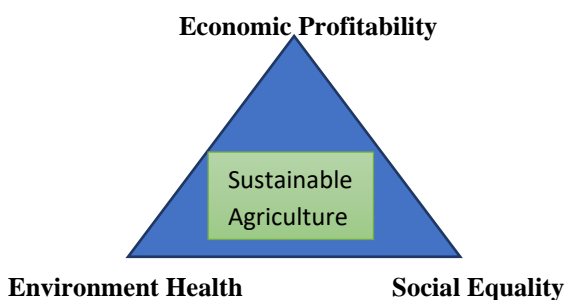 Economic Profitability
Sustainable
Agriculture
Environment Health
Social Equality